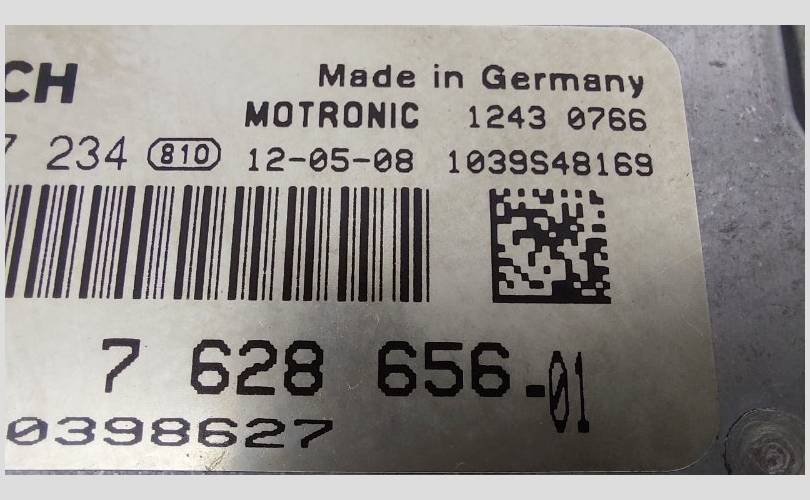 CH Made in Germany
MOTRONIC 1243 0766
7 234 810 12-05-08 1039S48169
7 628 656-01
0398627